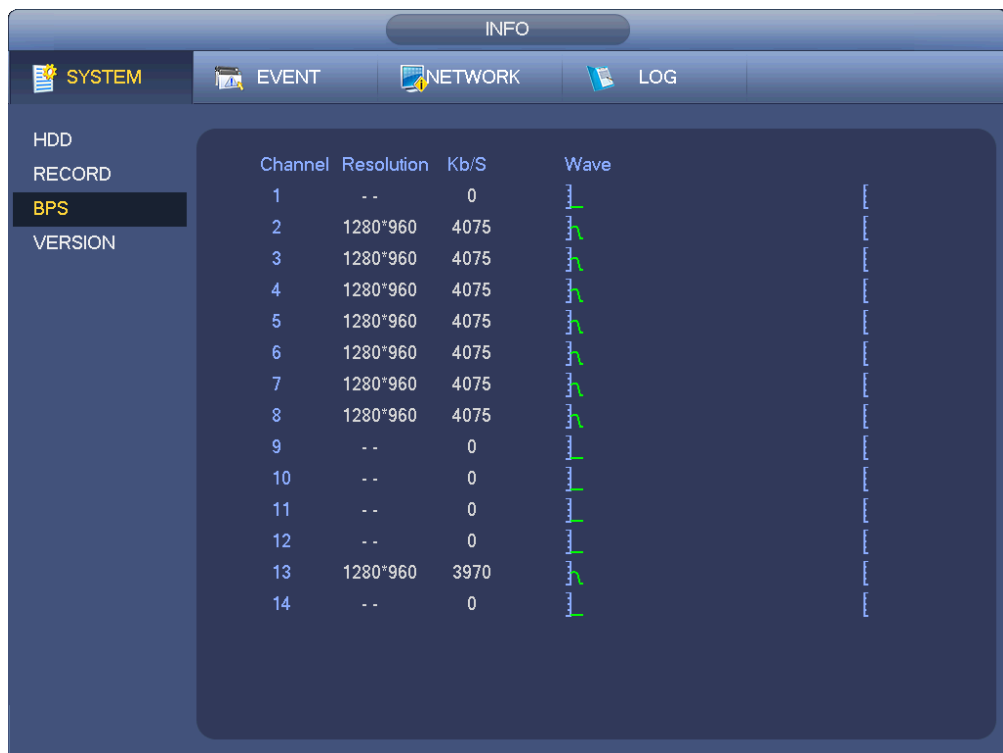 INFO
SYSTEM EVENT NETWORK LOG
HDD
RECORD
BPS
VERSION
Channel Resolution Kb/S Wave
1 - - 0
2 1280*960 4075
3 1280*960 4075
4 1280*960 4075
5 1280*960 4075
6 1280*960 4075
7 1280*960 4075
8 1280*960 4075
9 - - 0
10 - - 0
11 - - 0
12 - - 0
13 1280*960 3970
14 - - 0